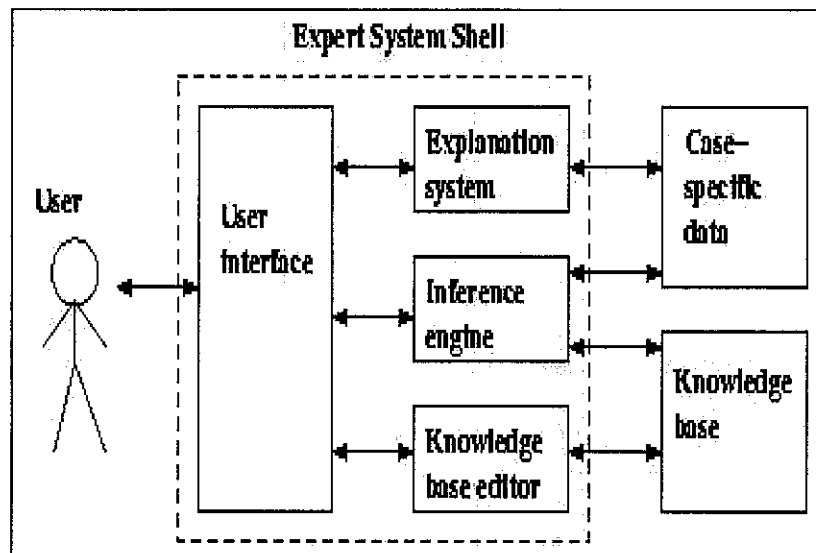 Expert System Shell
User
User
interface
Explanation
system
Inference
engine
Knowledge
base editor
Case–
specific
data
Knowledge
base